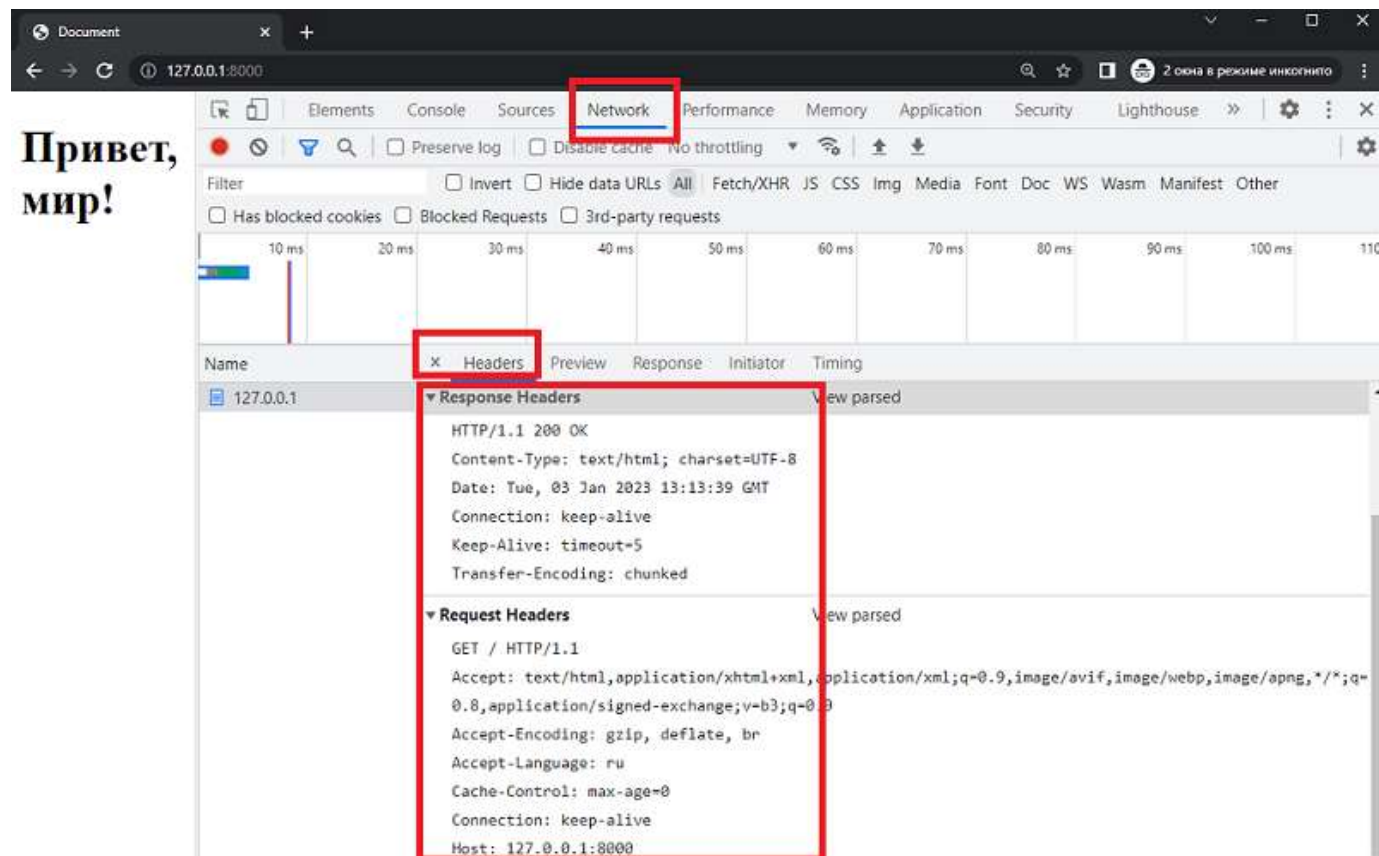 Document
127.0.0.1:8000
2 окна в режиме инкогнито
Привет,
мир!
Elements Console Sources Network Performance Memory Application Security Lighthouse »
Preserve log Disable cache No throttling
Filter Invert Hide data URLs All Fetch/XHR JS CSS Img Media Font Doc WS Wasm Manifest Other
Has blocked cookies Blocked Requests 3rd-party requests
10 ms 20 ms 30 ms 40 ms 50 ms 60 ms 70 ms 80 ms 90 ms 100 ms 110
Name
× Headers Preview Response Initiator Timing
127.0.0.1
Response Headers View parsed
HTTP/1.1 200 OK
Content-Type: text/html; charset=UTF-8
Date: Tue, 03 Jan 2023 13:13:39 GMT
Connection: keep-alive
Keep-Alive: timeout=5
Transfer-Encoding: chunked
Request Headers View parsed
GET / HTTP/1.1
Accept: text/html,application/xhtml+xml,application/xml;q=0.9,image/avif,image/webp,image/apng,*/*;q=
0.8,application/signed-exchange;v=b3;q=0.9
Accept-Encoding: gzip, deflate, br
Accept-Language: ru
Cache-Control: max-age=0
Connection: keep-alive
Host: 127.0.0.1:8000